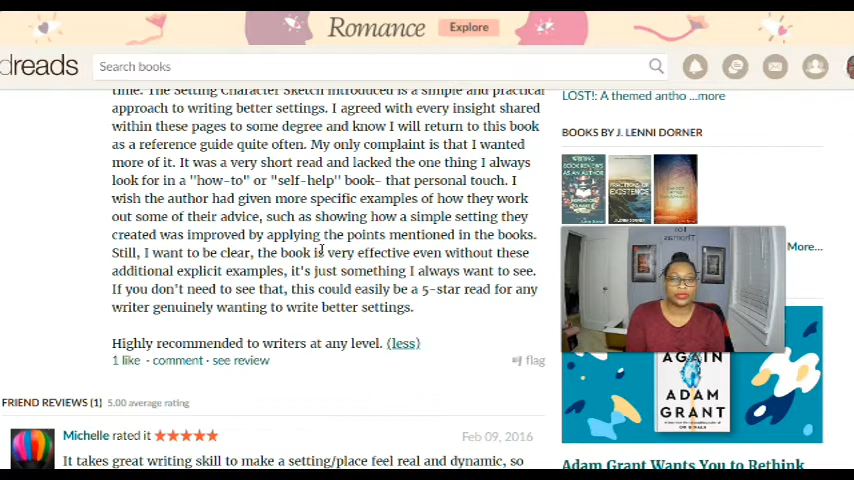 Romance Explore
dreads
Search books
time. The Setting Character Sketch introduced is a simple and practical
approach to writing better settings. I agreed with every insight shared
within these pages to some degree and know I will return to this book
as a reference guide quite often. My only complaint is that I wanted
more of it. It was a very short read and lacked the one thing I always
look for in a "how-to" or "self-help" book- that personal touch. I
wish the author had given more specific examples of how they work
out some of their advice, such as showing how a simple setting they
created was improved by applying the points mentioned in the books.
Still, I want to be clear, the book is very effective even without these
additional explicit examples, it's just something I always want to see.
If you don't need to see that, this could easily be a 5-star read for any
writer genuinely wanting to write better settings.
Highly recommended to writers at any level. (less)
1 like · comment · see review
flag
FRIEND REVIEWS (1) 5.00 average rating
Michelle rated it ★★★★★
Feb 09, 2016
It takes great writing skill to make a setting/place feel real and dynamic, so
LOST!: A themed antho ...more
BOOKS BY J. LENNI DORNER
WRITING
BOOK REVIEWS
AS AN AUTHOR
FRACTIONS OF
EXISTENCE
More...
AGAIN
ADAM
GRANT
Adam Grant Wants You to Rethink